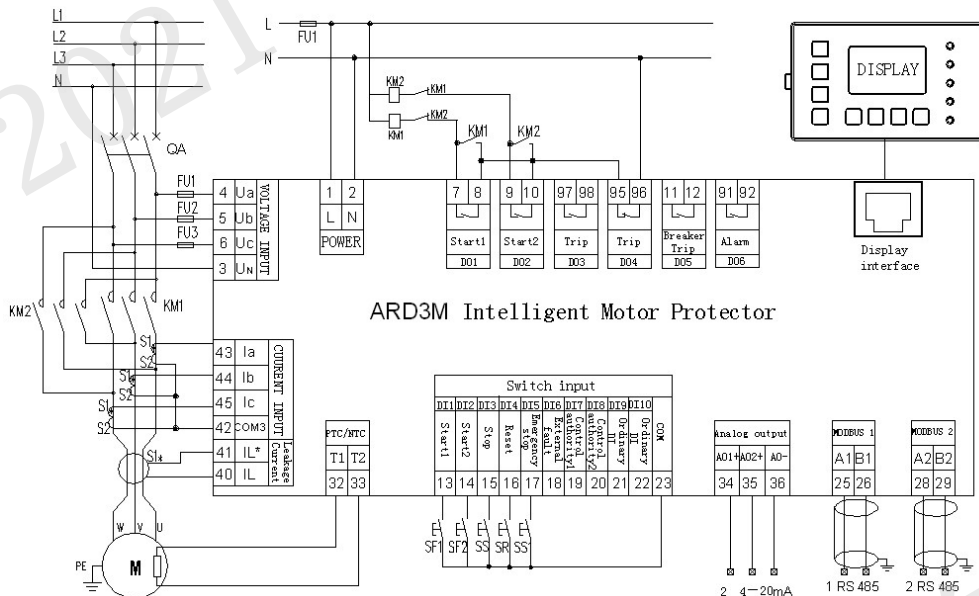 2021
L1
L2
L3
N
L
FU1
N
KM2
KM1
KM1
KM2
KM1
KM2
DISPLAY
QA
FU1
FU2
FU3
4 Ua
5 Ub
6 Uc
3 UN
VOLTAGE INPUT
1 2
L N
POWER
7 8
Start1
DO1
9 10
Start2
DO2
97 98
Trip
DO3
95 96
Trip
DO4
11 12
Breaker
Trip
DO5
91 92
Alarm
DO6
Display
interface
KM2
KM1
ARD3M Intelligent Motor Protector
S1
S2
S1
S2
S1
S2
S1*
43 Ia
44 Ib
45 Ic
42 COM3
CUURENT INPUT
41 IL*
40 IL
Leakage
Current
PTC/NTC
T1 T2
32 33
Switch input
DI1 DI2 DI3 DI4 DI5 DI6 DI7 DI8 DI9 DI10 COM
Start1
Start2
Stop
Reset
Emergency
stop
External
fault
Control
authority1
Control
authority2
Ordinary
DI
Ordinary
DI
13 14 15 16 17 18 19 20 21 22 23
SF1 SF2 SS SR SS1
Analog output
AO1+ AO2+ AO-
34 35 36
2 4-20mA
MODBUS 1
A1 B1
25 26
1 RS 485
MODBUS 2
A2 B2
28 29
2 RS 485
W V U
PE
M